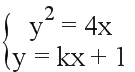 y² = 4x
y = kx + 1